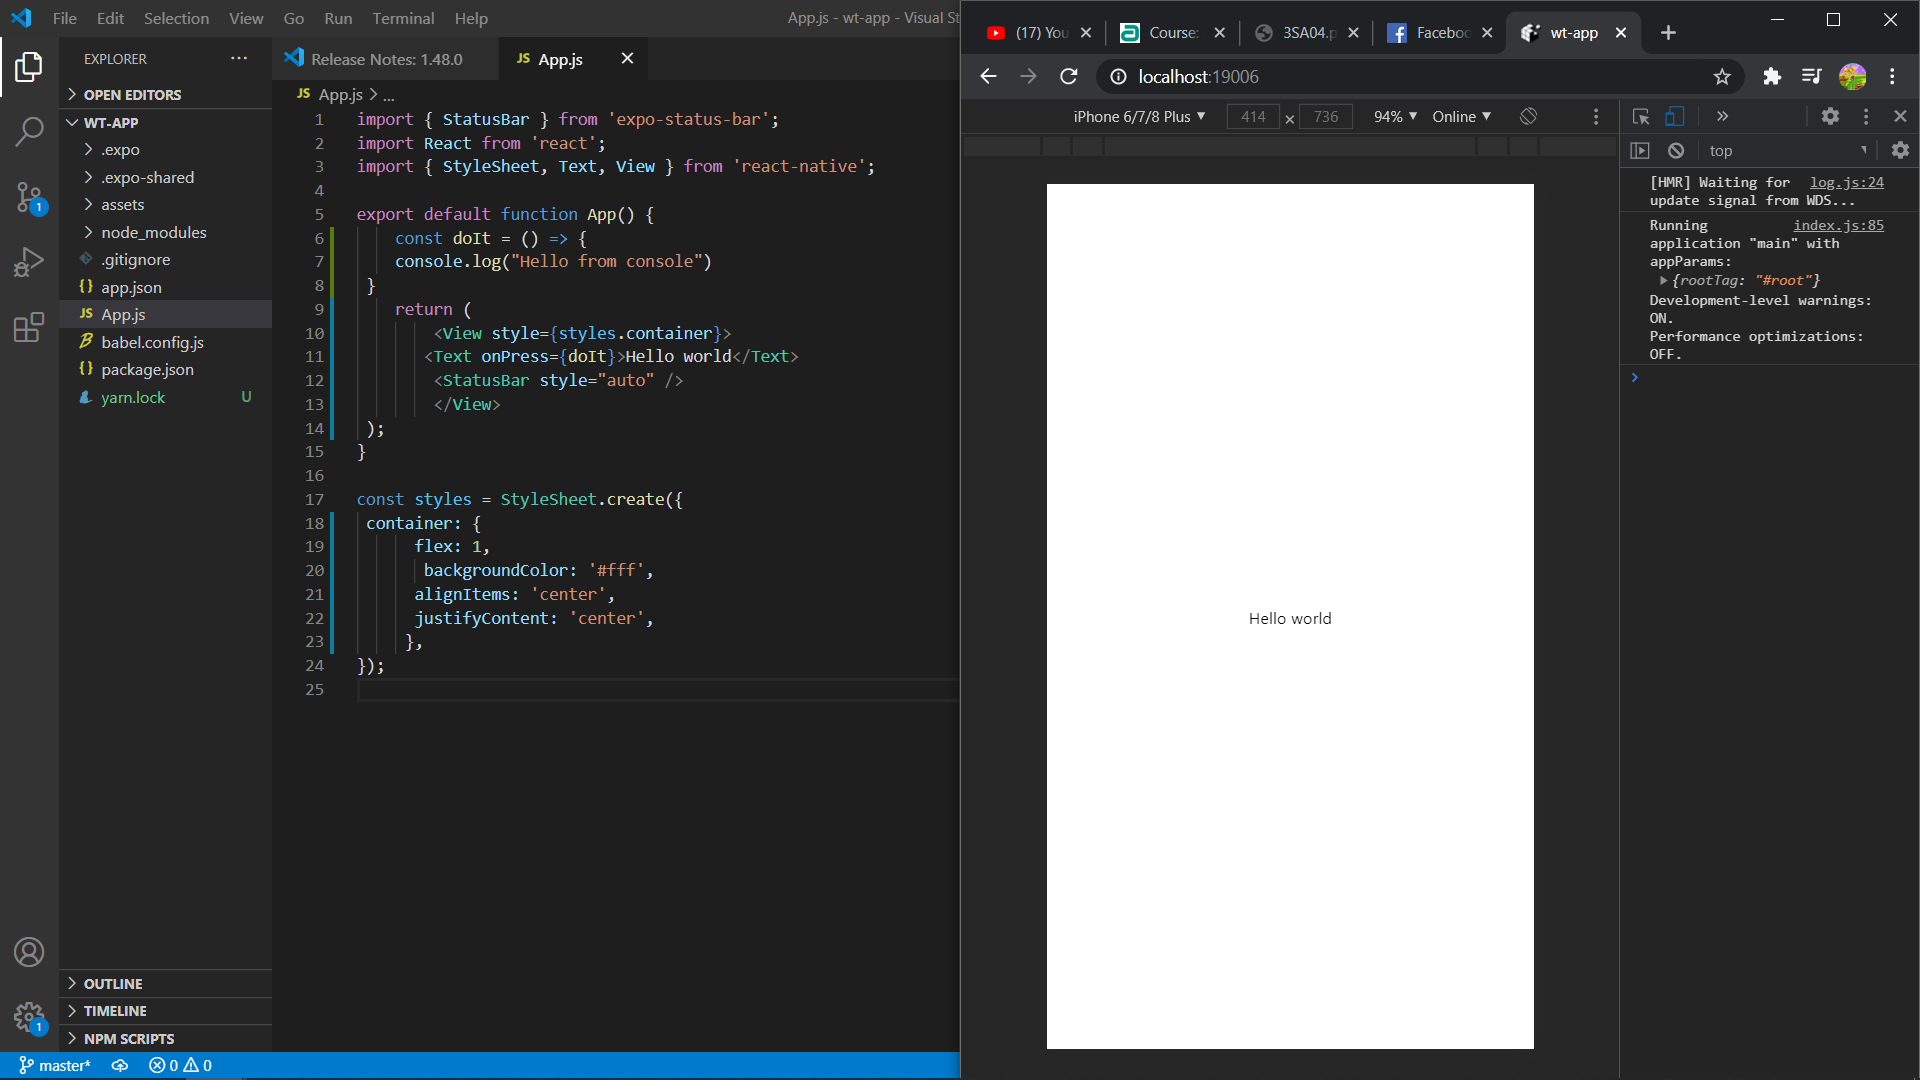 File Edit Selection View Go Run Terminal Help
App.js - wt-app - Visual St
EXPLORER
OPEN EDITORS
WT-APP
.expo
.expo-shared
assets
node_modules
.gitignore
{} app.json
JS App.js
babel.config.js
{} package.json
yarn.lock U
OUTLINE
TIMELINE
NPM SCRIPTS
1
1
master* 0 0
Release Notes: 1.48.0
JS App.js
JS App.js > ...
1 import { StatusBar } from 'expo-status-bar';
2 import React from 'react';
3 import { StyleSheet, Text, View } from 'react-native';
4
5 export default function App() {
6 const doIt = () => {
7 console.log("Hello from console")
8 }
9 return (
10 <View style={styles.container}>
11 <Text onPress={doIt}>Hello world</Text>
12 <StatusBar style="auto" />
13 </View>
14 );
15 }
16
17 const styles = StyleSheet.create({
18 container: {
19 flex: 1,
20 backgroundColor: '#fff',
21 alignItems: 'center',
22 justifyContent: 'center',
23 },
24 });
25
(17) You
Course:
3SA04.p
Faceboo
wt-app
localhost:19006
iPhone 6/7/8 Plus 414 × 736 94% Online
top
Hello world
[HMR] Waiting for log.js:24
update signal from WDS...
Running index.js:85
application "main" with
appParams:
{rootTag: "#root"}
Development-level warnings:
ON.
Performance optimizations:
OFF.